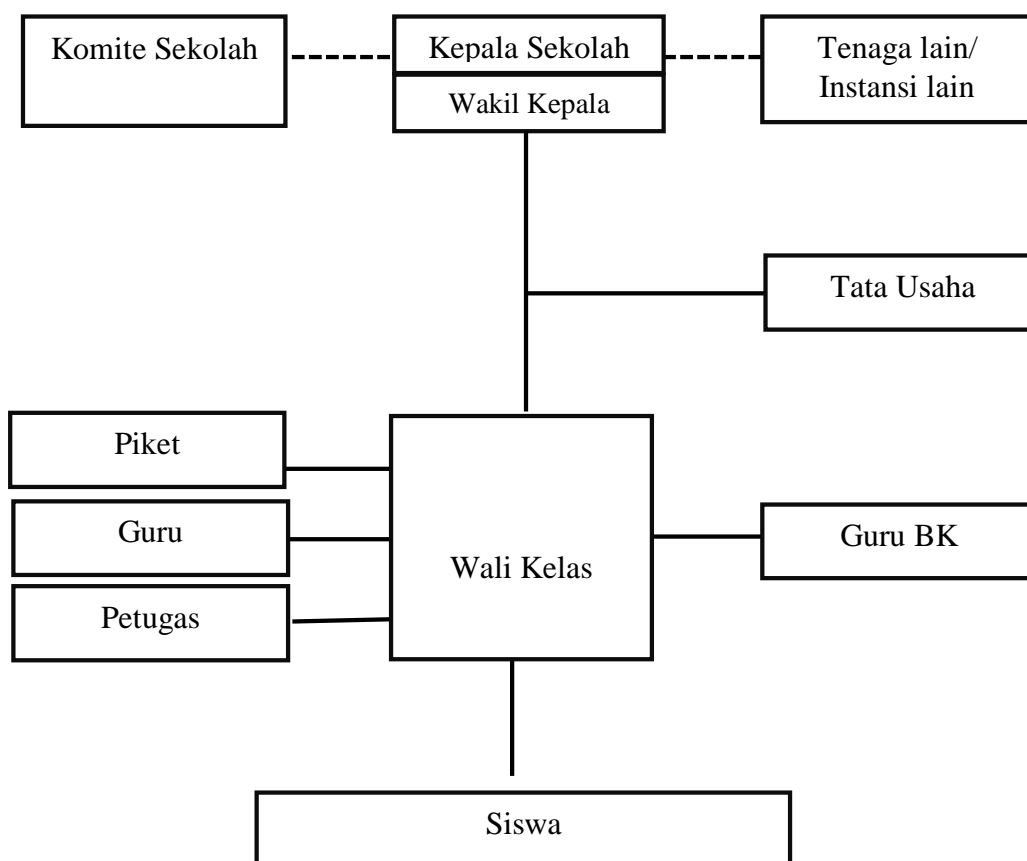 Komite Sekolah
Kepala Sekolah
Wakil Kepala
Tenaga lain/
Instansi lain
Tata Usaha
Piket
Guru
Petugas
Wali Kelas
Guru BK
Siswa